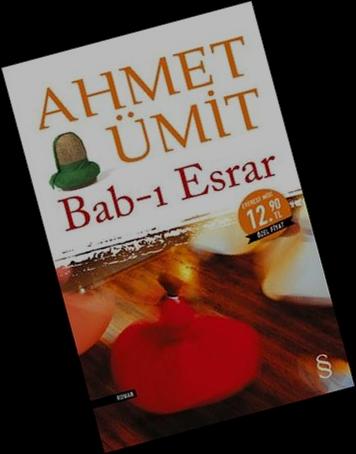 AHMET
ÜMİT
Bab-ı Esrar
12.90
TL
ÖZEL FİYAT
ROMAN